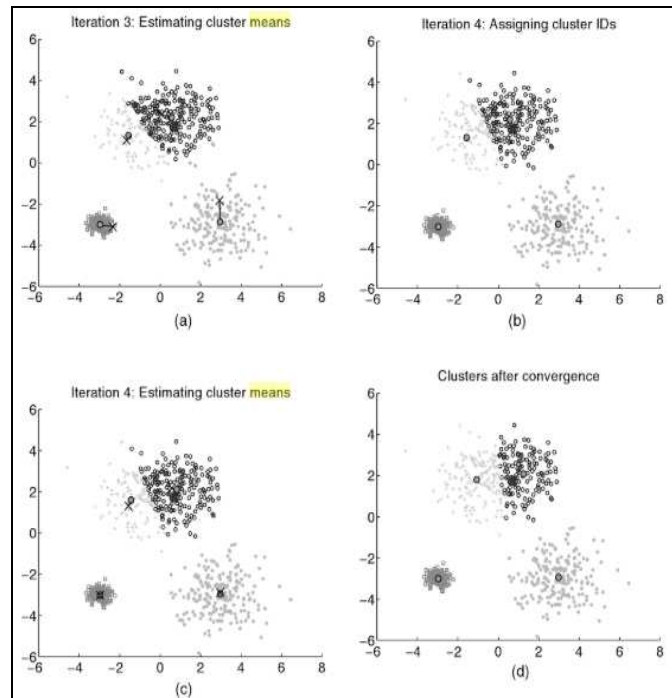 Iteration 3: Estimating cluster means
6
4
2
0
−2
−4
−6
−6 −4 −2 0 2 4 6 8
(a)
Iteration 4: Assigning cluster IDs
6
4
2
0
−2
−4
−6
−6 −4 −2 0 2 4 6 8
(b)
Iteration 4: Estimating cluster means
6
4
2
0
−2
−4
−6
−6 −4 −2 0 2 4 6 8
(c)
Clusters after convergence
6
4
2
0
−2
−4
−6
−6 −4 −2 0 2 4 6 8
(d)